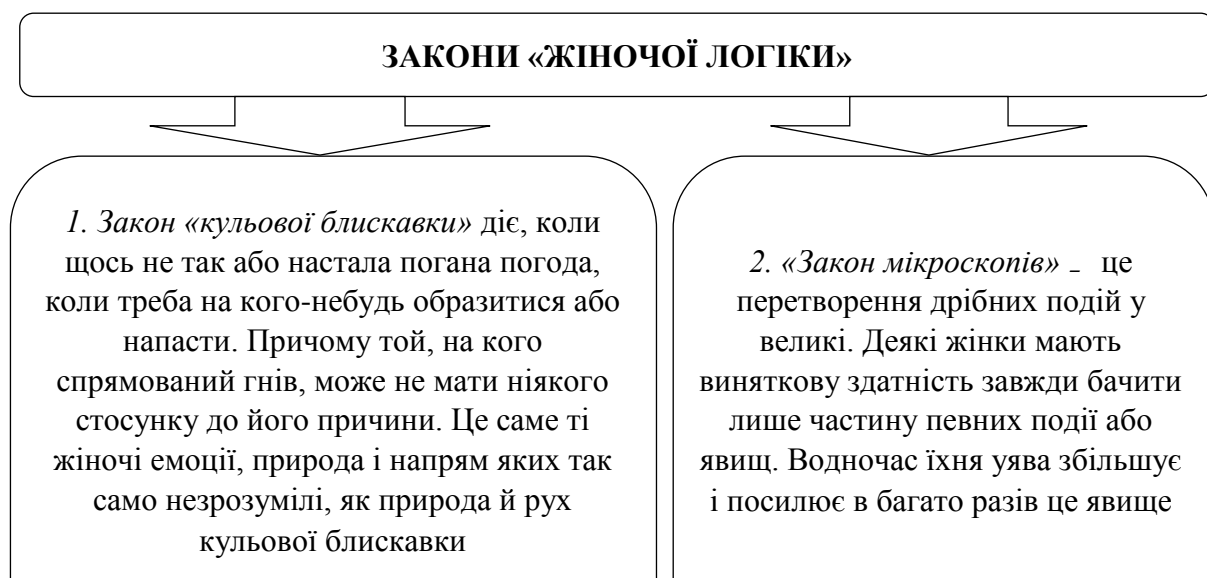 ЗАКОНИ «ЖІНОЧОЇ ЛОГІКИ»
1. Закон «кульової блискавки» діє, коли
щось не так або настала погана погода,
коли треба на кого-небудь образитися або
напасти. Причому той, на кого
спрямований гнів, може не мати ніякого
стосунку до його причини. Це саме ті
жіночі емоції, природа і напрям яких так
само незрозумілі, як природа й рух
кульової блискавки
2. «Закон мікроскопів» – це
перетворення дрібних подій у
великі. Деякі жінки мають
виняткову здатність завжди бачити
лише частину певних події або
явищ. Водночас їхня уява збільшує
і посилює в багато разів це явище